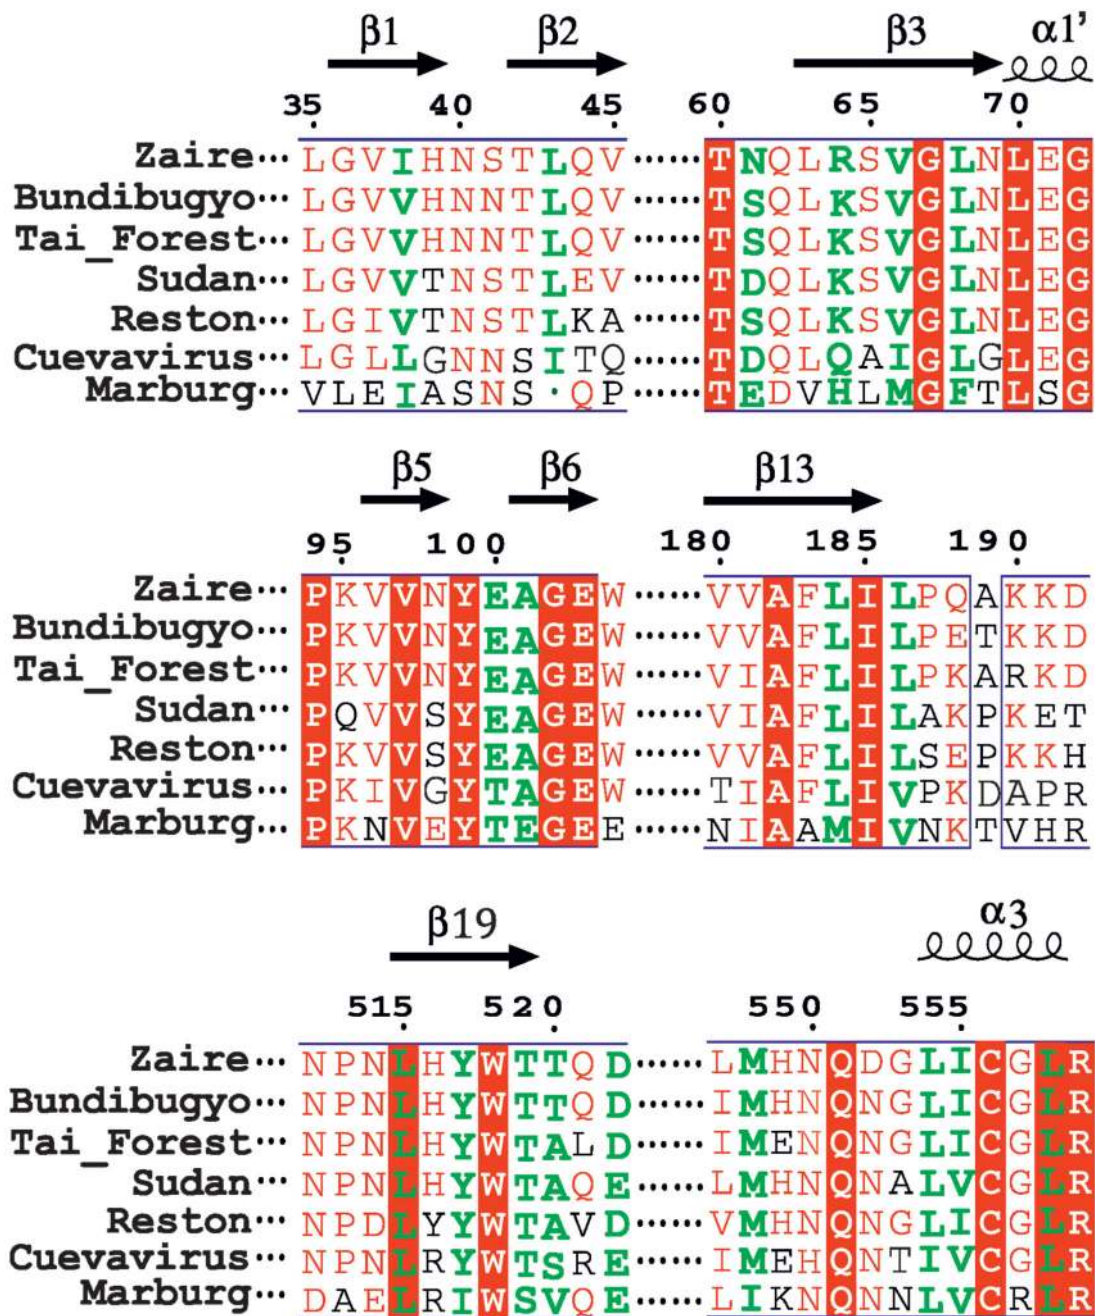 β1 β2 β3 α1'
35 40 45 60 65 70
Zaire··· LGVIHNSTLQV ······ TNQLRSVGLNLEG
Bundibugyo··· LGVVHNNTLQV ······ TSQLKSVGLNLEG
Tai_Forest··· LGVVHNNTLQV ······ TSQLKSVGLNLEG
Sudan··· LGVVTNSTLEV ······ TDQLKSVGLNLEG
Reston··· LGIVTNSTLKA ······ TSQLKSVGLNLEG
Cuevavirus··· LGLLGNNSITQ ······ TDQLQAIGLGLEG
Marburg··· VLEIASNS·QP ······ TEDVHLMGFTLSG
β5 β6 β13
95 100 180 185 190
Zaire··· PKVVNYEAGEW ······ VVAFLILPQAKKD
Bundibugyo··· PKVVNYEAGEW ······ VVAFLILPETKKD
Tai_Forest··· PKVVNYEAGEW ······ VIAFLILPKARKD
Sudan··· PQVVSYEAGEW ······ VIAFLILAKPKET
Reston··· PKVVSYEAGEW ······ VVAFLILSEPKKH
Cuevavirus··· PKIVGYTAGEW ······ TIAFLIVPKDAPR
Marburg··· PKNVEYTEGEE ······ NIAAMIVNKTVHR
β19 α3
515 520 550 555
Zaire··· NPNLHYWTTQD ······ LMHNQDGLICGLR
Bundibugyo··· NPNLHYWTTQD ······ IMHNQNGLICGLR
Tai_Forest··· NPNLHYWTALD ······ IMENQNGLICGLR
Sudan··· NPNLHYWTAQE ······ LMHNQNALVCGLR
Reston··· NPDLYYWTAVD ······ VMHNQNGLICGLR
Cuevavirus··· NPNLRYWTSRE ······ IMEHQNTIVCGLR
Marburg··· DAELRIWSVQE ······ LIKNQNNLVCRLR